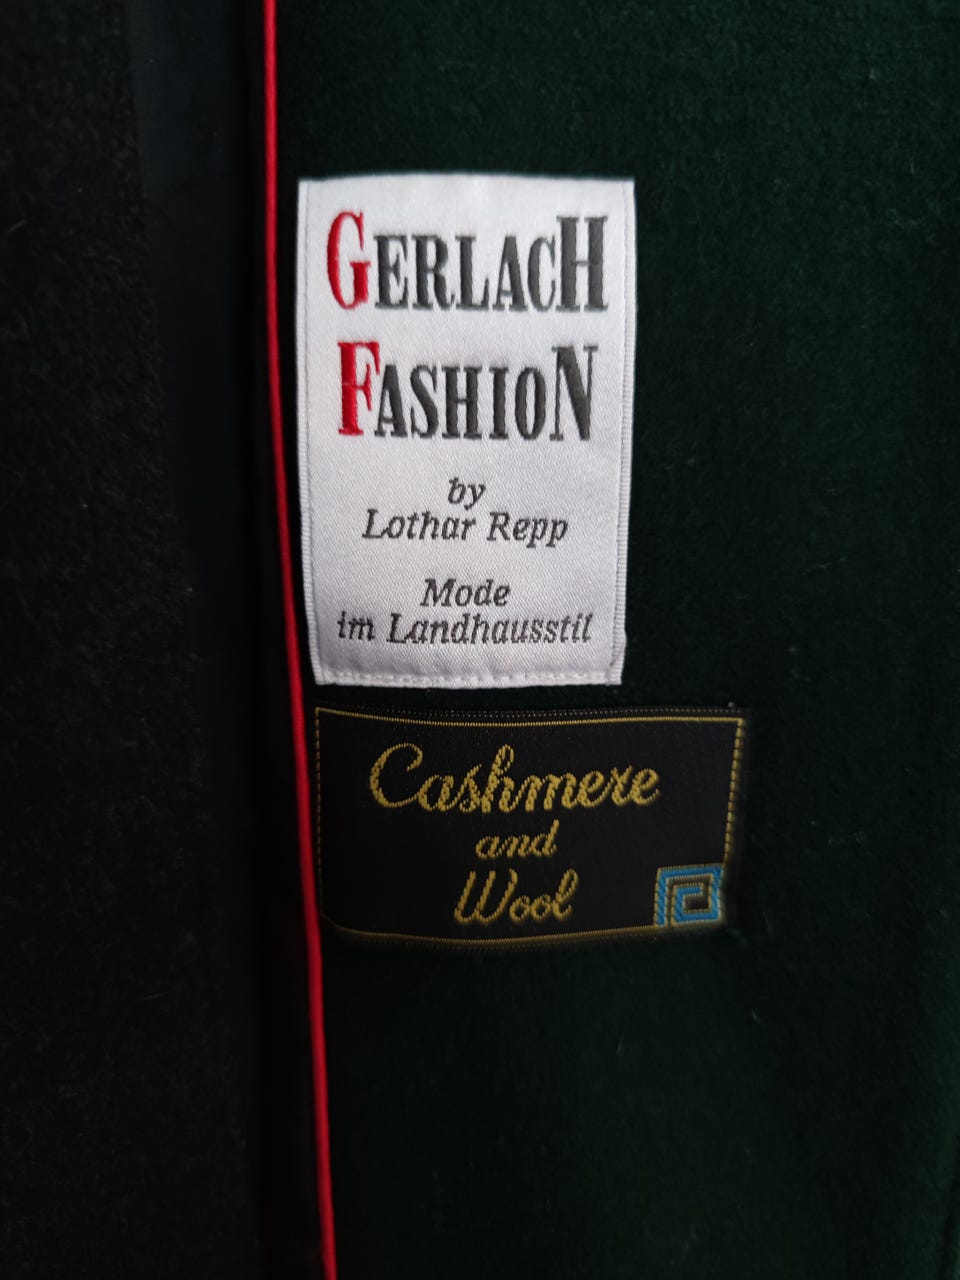 GERLACH
FASHION
by
Lothar Repp
Mode
im Landhausstil
Cashmere
and
Wool